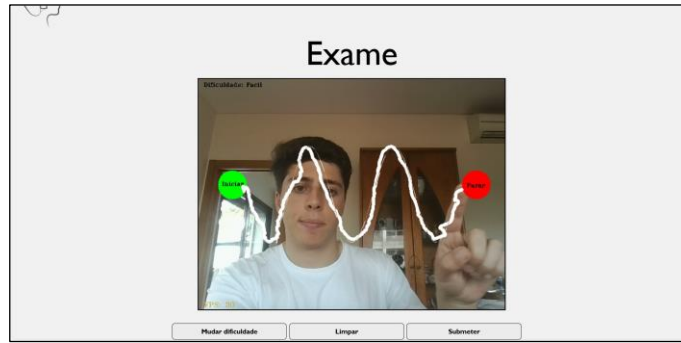 Exame
Dificuldade: Facil
Iniciar
Parar
Mudar dificuldade
Limpar
Submeter